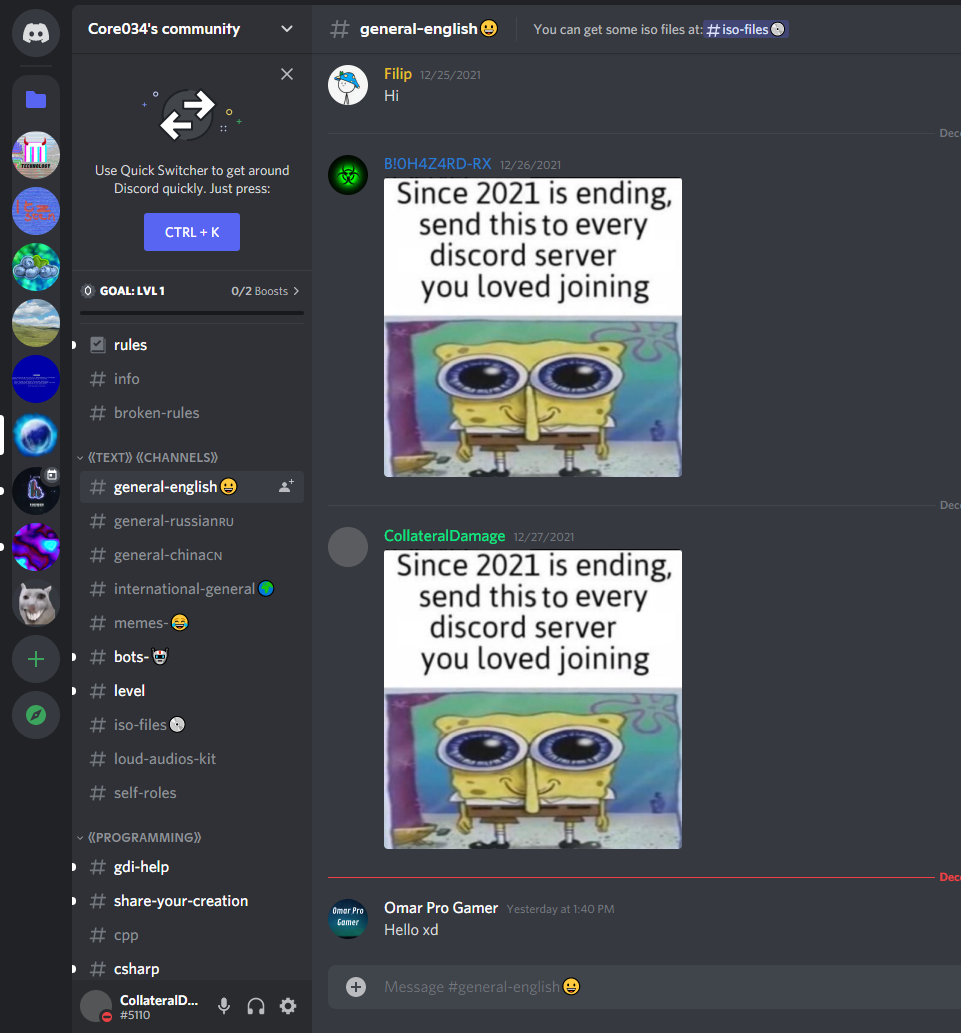 Core034's community
Use Quick Switcher to get around
Discord quickly. Just press:
CTRL + K
GOAL: LVL 1
0/2 Boosts
rules
info
broken-rules
⟪TEXT⟫ ⟪CHANNELS⟫
general-english😀
general-russianRU
general-chinaCN
international-general🌍
memes-😂
bots-🤖
level
iso-files💿
loud-audios-kit
self-roles
⟪PROGRAMMING⟫
gdi-help
share-your-creation
cpp
csharp
CollateralD...
#5110
general-english😀
You can get some iso files at: #iso-files💿
Filip 12/25/2021
Hi
Dece
B!0H4Z4RD-RX 12/26/2021
Since 2021 is ending,
send this to every
discord server
you loved joining
Dece
CollateralDamage 12/27/2021
Since 2021 is ending,
send this to every
discord server
you loved joining
Dece
Omar Pro
Gamer
Omar Pro Gamer Yesterday at 1:40 PM
Hello xd
Message #general-english😀